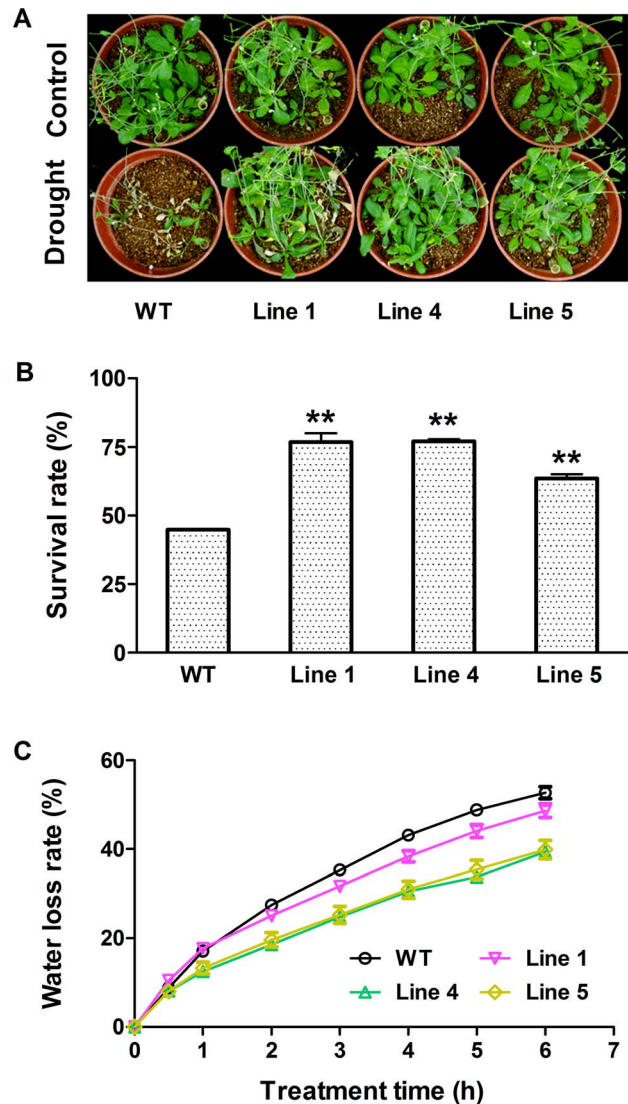 A
Control
Drought
WT Line 1 Line 4 Line 5
B
Survival rate (%)
100
75
50
25
0
** ** **
WT Line 1 Line 4 Line 5
C
Water loss rate (%)
60
40
20
0
WT Line 1
Line 4 Line 5
0 1 2 3 4 5 6 7
Treatment time (h)